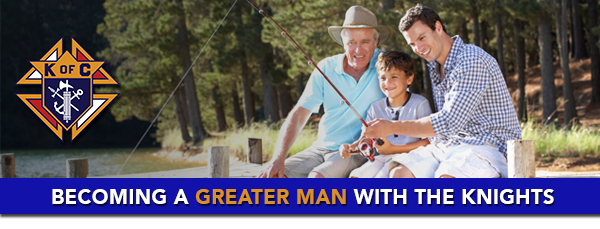 K OF C
BECOMING A GREATER MAN WITH THE KNIGHTS